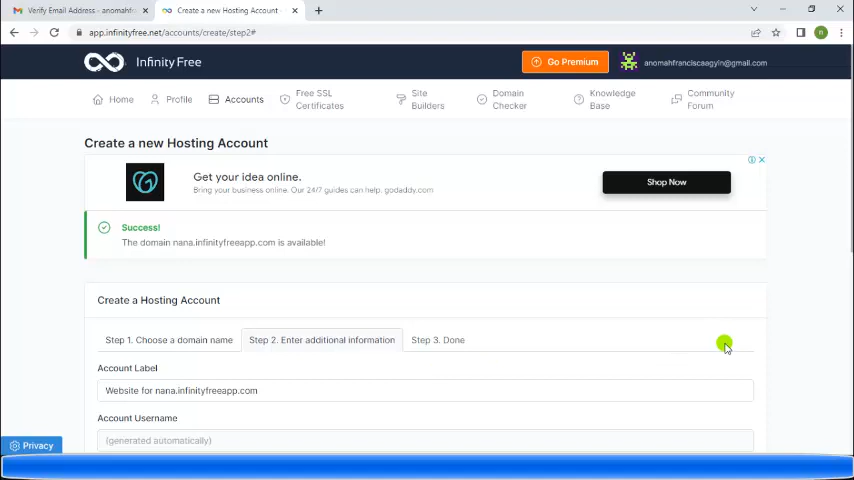 Verify Email Address - anomahfr
Create a new Hosting Account
app.infinityfree.net/accounts/create/step2#
n
InfinityFree
Go Premium
anomahfranciscaagyin@gmail.com
Home
Profile
Accounts
Free SSL
Certificates
Site
Builders
Domain
Checker
Knowledge
Base
Community
Forum
Create a new Hosting Account
Get your idea online.
Bring your business online. Our 24/7 guides can help. godaddy.com
Shop Now
Success!
The domain nana.infinityfreeapp.com is available!
Create a Hosting Account
Step 1. Choose a domain name
Step 2. Enter additional information
Step 3. Done
Account Label
Website for nana.infinityfreeapp.com
Account Username
(generated automatically)
Privacy